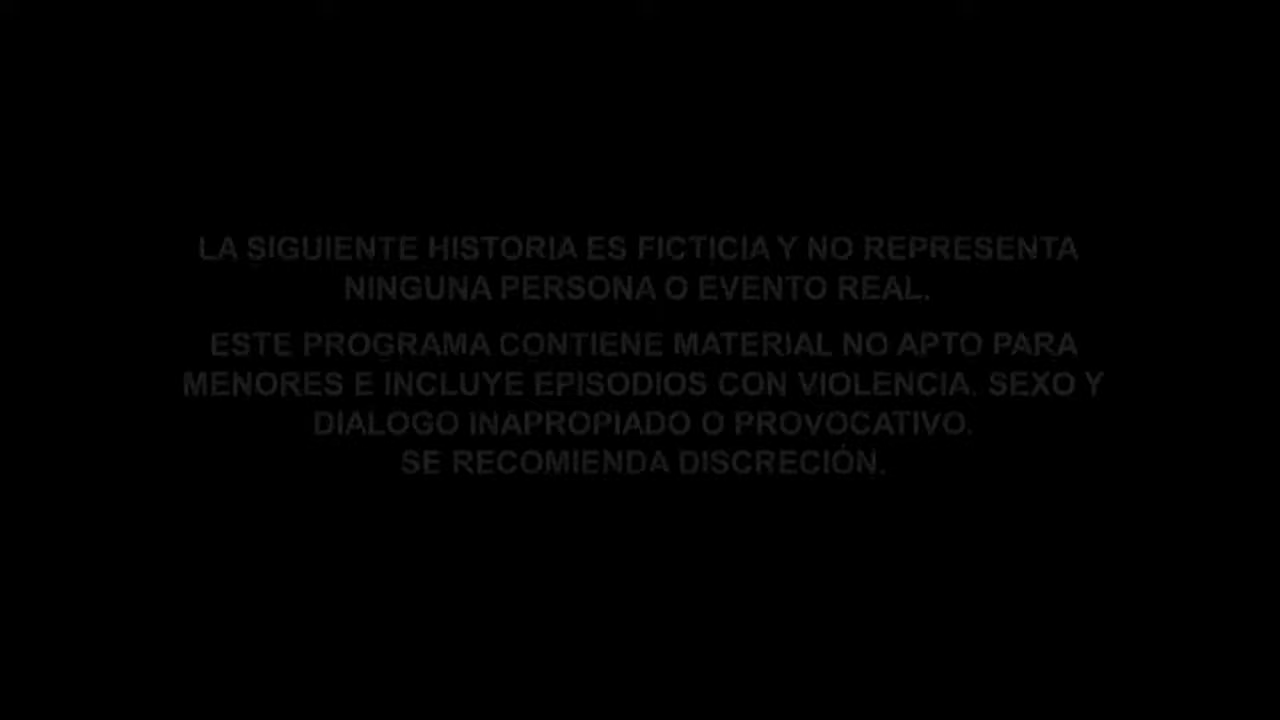 LA SIGUIENTE HISTORIA ES FICTICIA Y NO REPRESENTA
NINGUNA PERSONA O EVENTO REAL.
ESTE PROGRAMA CONTIENE MATERIAL NO APTO PARA
MENORES E INCLUYE EPISODIOS CON VIOLENCIA, SEXO Y
DIALOGO INAPROPIADO O PROVOCATIVO.
SE RECOMIENDA DISCRECIÓN.